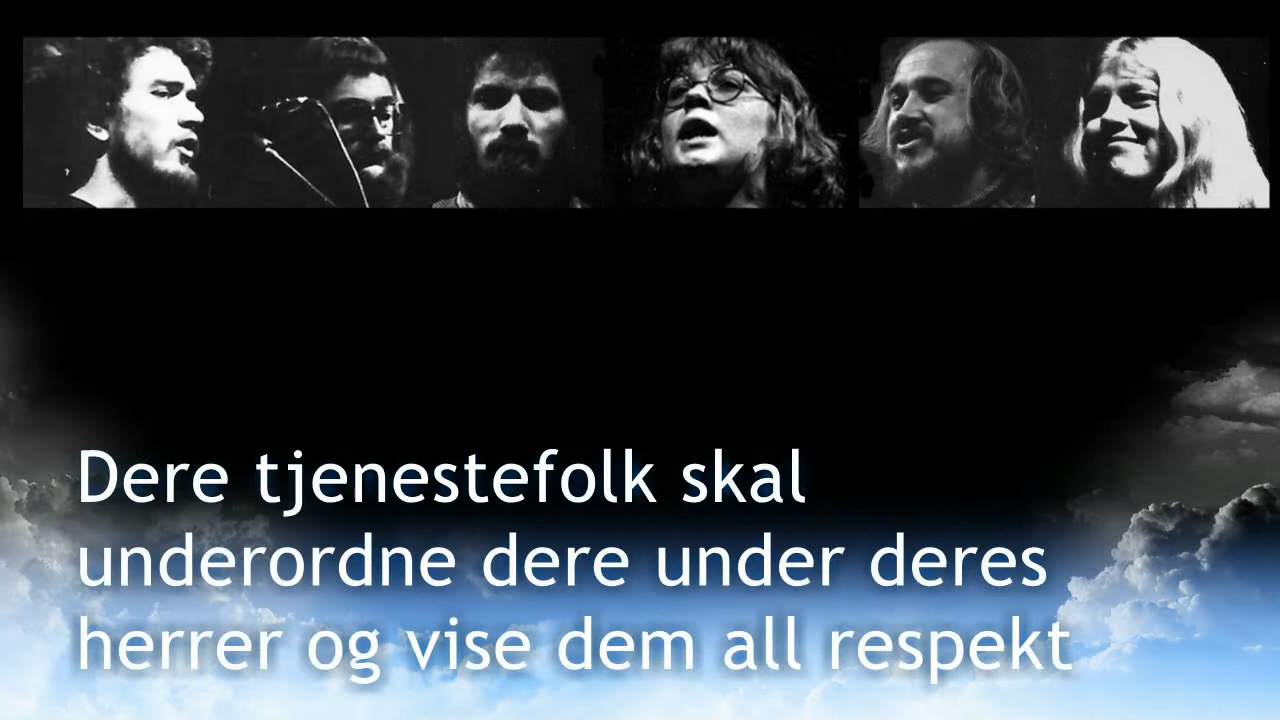 Dere tjenestefolk skal
underordne dere under deres
herrer og vise dem all respekt